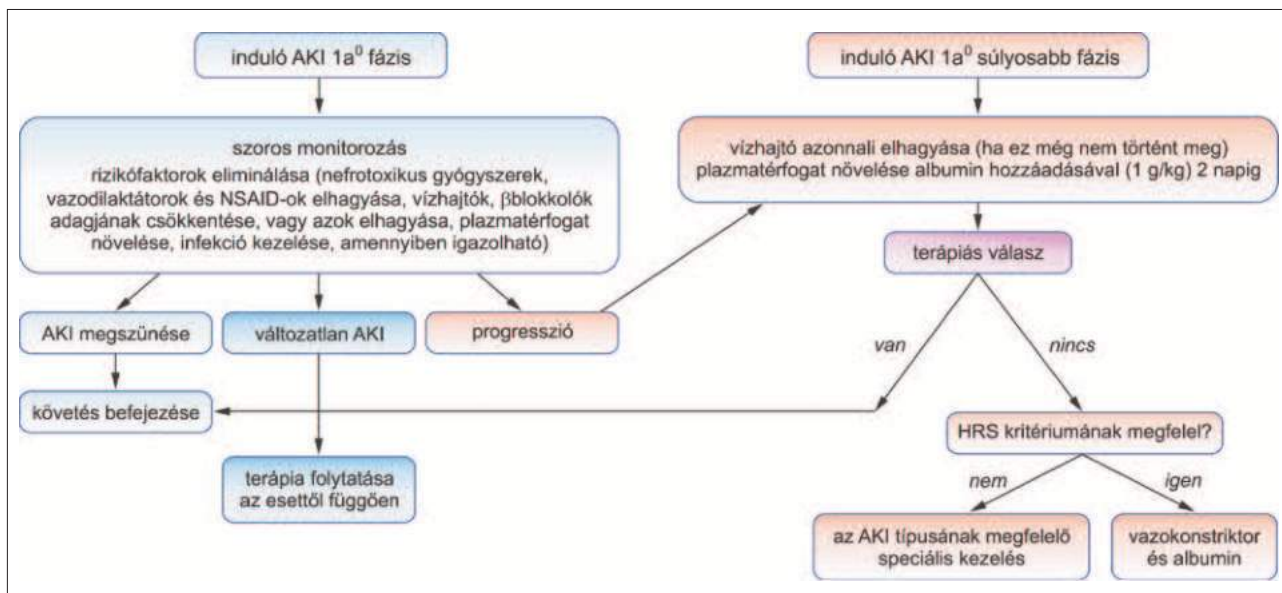 induló AKI 1a⁰ fázis
szoros monitorozás
rizikófaktorok eliminálása (nefrotoxikus gyógyszerek,
vazodilaktátorok és NSAID-ok elhagyása, vízhajtók, βblokkolók
adagjának csökkentése, vagy azok elhagyása, plazmatérfogat
növelése, infekció kezelése, amennyiben igazolható)
AKI megszűnése
változatlan AKI
progresszió
követés befejezése
terápia folytatása
az esettől függően
induló AKI 1a⁰ súlyosabb fázis
vízhajtó azonnali elhagyása (ha ez még nem történt meg)
plazmatérfogat növelése albumin hozzáadásával (1 g/kg) 2 napig
terápiás válasz
van
nincs
HRS kritériumának megfelel?
nem
igen
az AKI típusának megfelelő
speciális kezelés
vazokonstriktor
és albumin